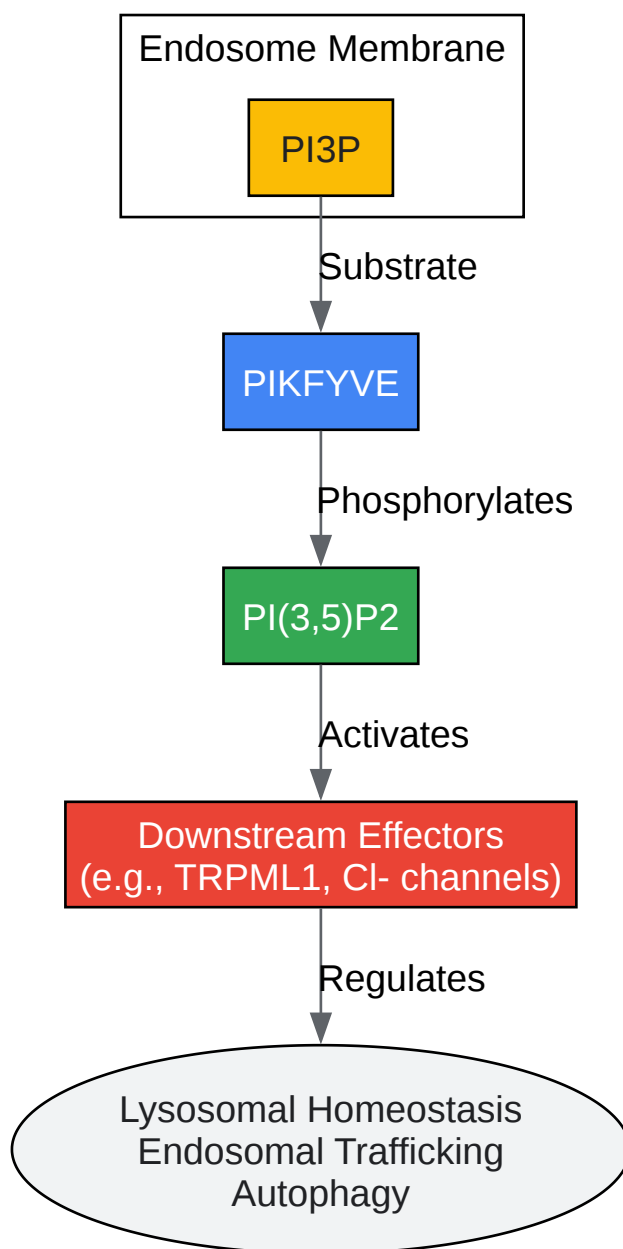 Endosome Membrane
PI3P
Substrate
PIKFYVE
Phosphorylates
PI(3,5)P2
Activates
Downstream Effectors
(e.g., TRPML1, Cl- channels)
Regulates
Lysosomal Homeostasis
Endosomal Trafficking
Autophagy